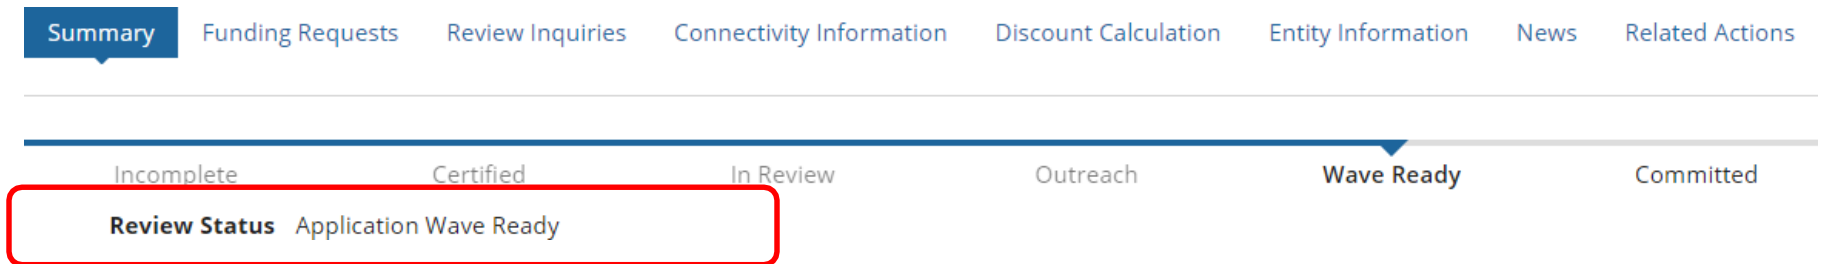 Summary Funding Requests Review Inquiries Connectivity Information Discount Calculation Entity Information News Related Actions
Incomplete Certified In Review Outreach Wave Ready Committed
Review Status Application Wave Ready